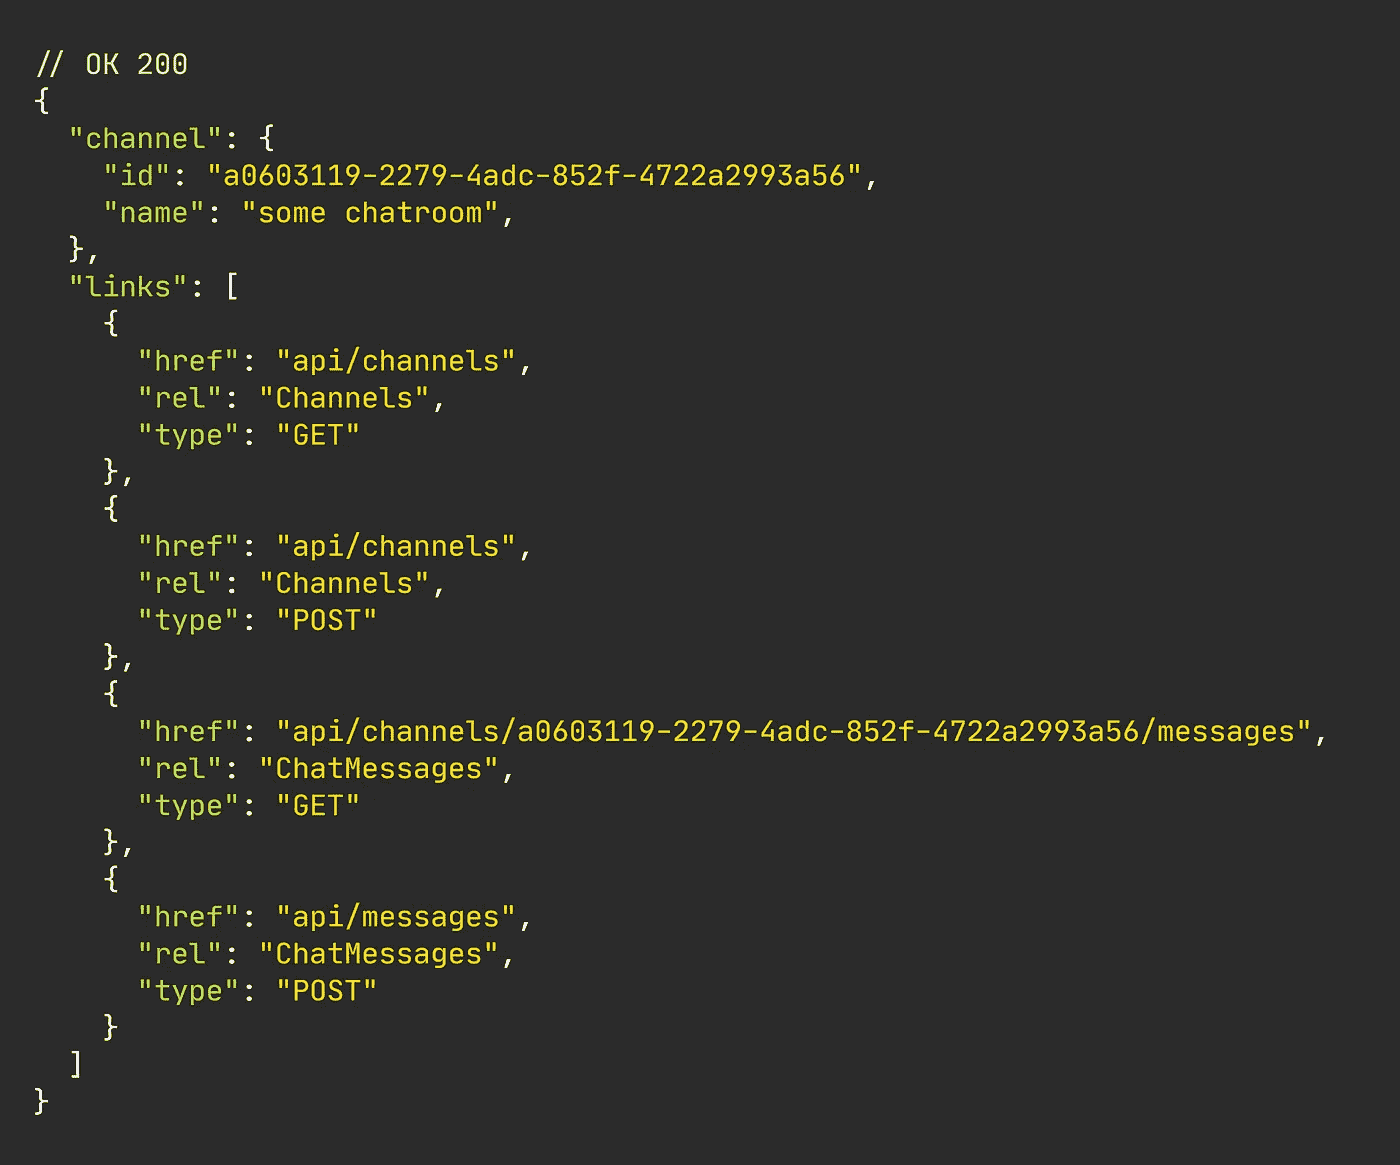 // OK 200
{
  "channel": {
    "id": "a0603119-2279-4adc-852f-4722a2993a56",
    "name": "some chatroom",
  },
  "links": [
    {
      "href": "api/channels",
      "rel": "Channels",
      "type": "GET"
    },
    {
      "href": "api/channels",
      "rel": "Channels",
      "type": "POST"
    },
    {
      "href": "api/channels/a0603119-2279-4adc-852f-4722a2993a56/messages",
      "rel": "ChatMessages",
      "type": "GET"
    },
    {
      "href": "api/messages",
      "rel": "ChatMessages",
      "type": "POST"
    }
  ]
}